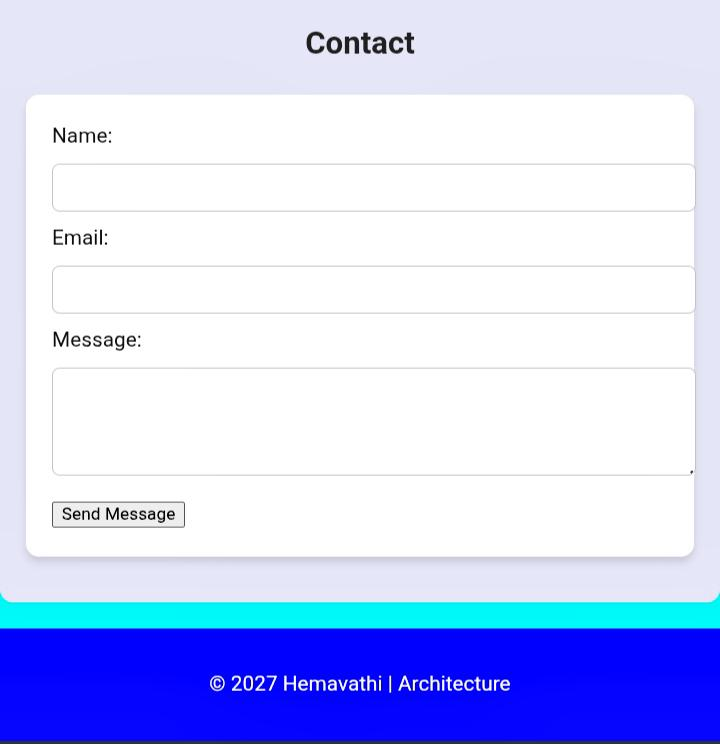 Contact
Name:
Email:
Message:
Send Message
© 2027 Hemavathi | Architecture